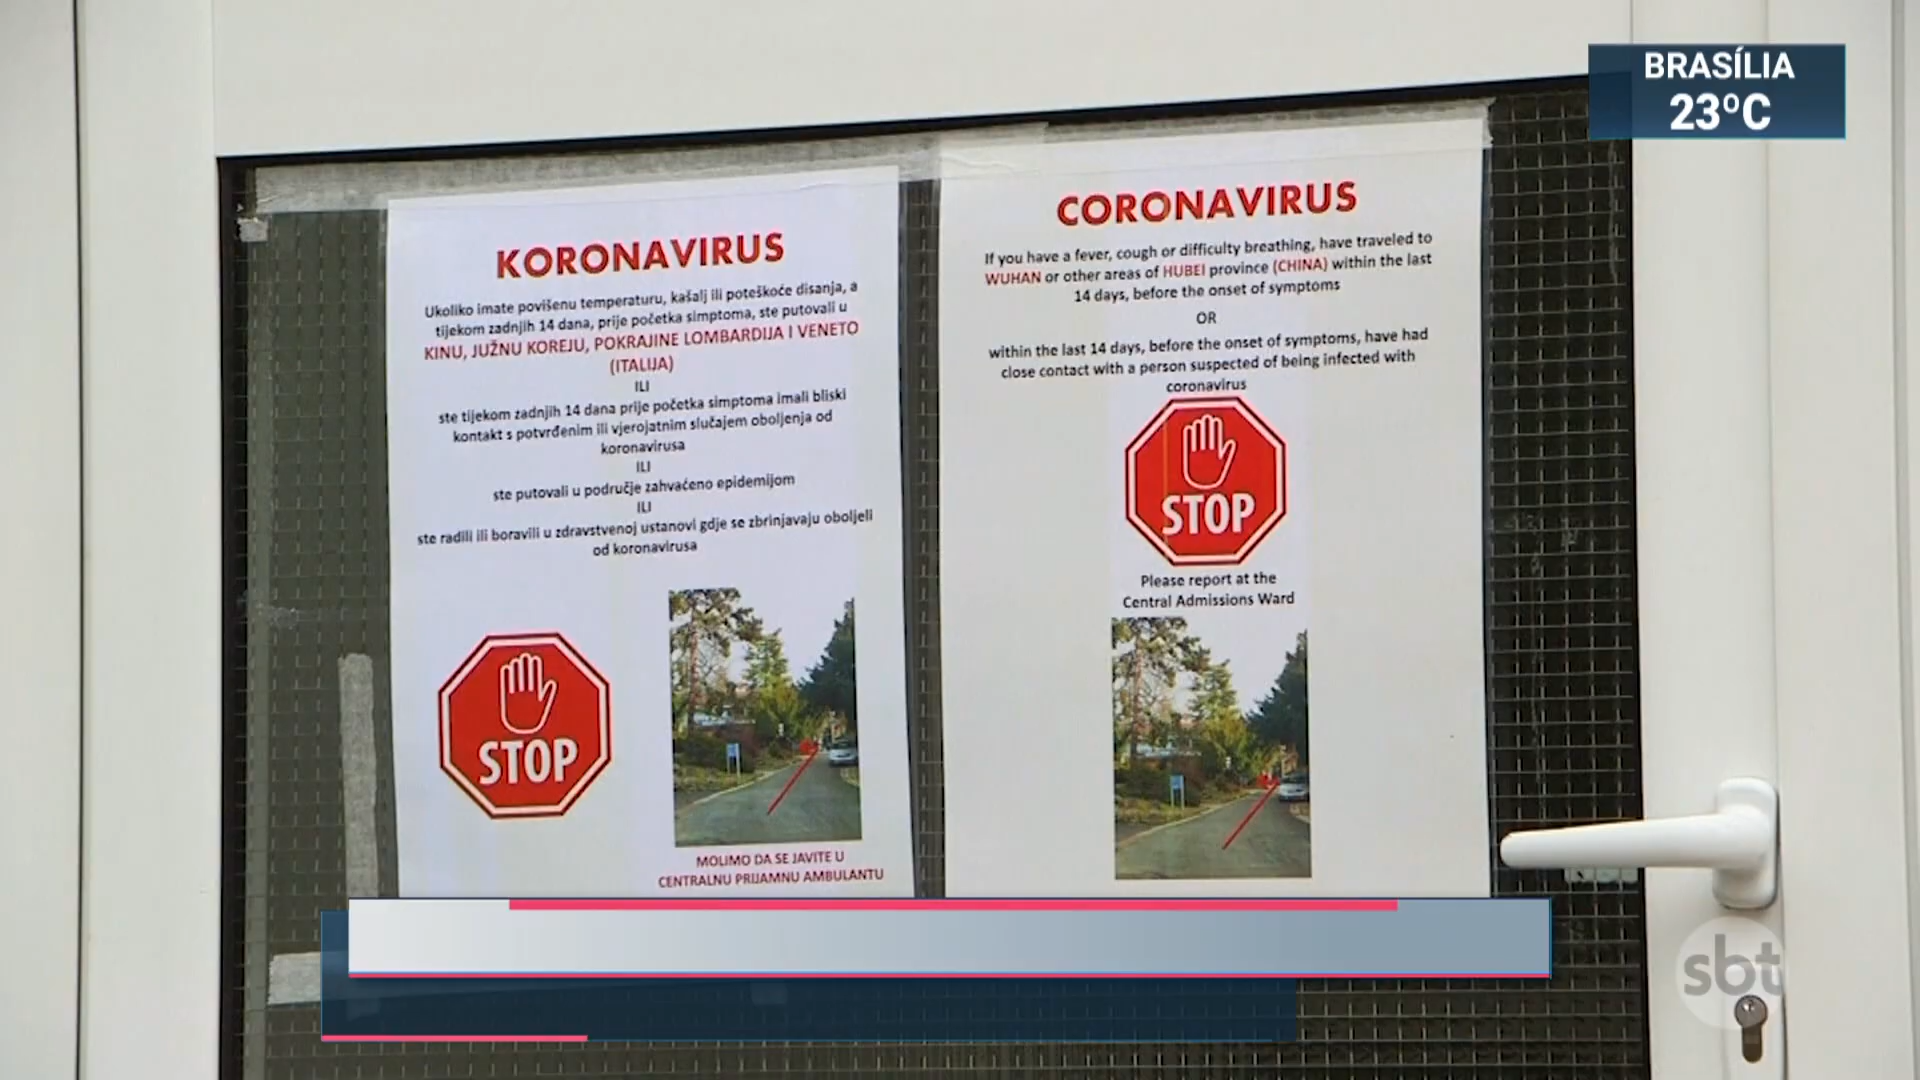 BRASÍLIA
23ºC
KORONAVIRUS
Ukoliko imate povišenu temperaturu, kašalj ili poteškoće disanja, a
tijekom zadnjih 14 dana, prije početka simptoma, ste putovali u
KINU, JUŽNU KOREJU, POKRAJINE LOMBARDIJA I VENETO
(ITALIJA)
ILI
ste tijekom zadnjih 14 dana prije početka simptoma imali bliski
kontakt s potvrđenim ili vjerojatnim slučajem oboljenja od
koronavirusa
ILI
ste putovali u područje zahvaćeno epidemijom
ILI
ste radili ili boravili u zdravstvenoj ustanovi gdje se zbrinjavaju oboljeli
od koronavirusa
STOP
MOLIMO DA SE JAVITE U
CENTRALNU PRIJAMNU AMBULANTU
CORONAVIRUS
If you have a fever, cough or difficulty breathing, have traveled to
WUHAN or other areas of HUBEI province (CHINA) within the last
14 days, before the onset of symptoms
OR
within the last 14 days, before the onset of symptoms, have had
close contact with a person suspected of being infected with
coronavirus
STOP
Please report at the
Central Admissions Ward
sbt